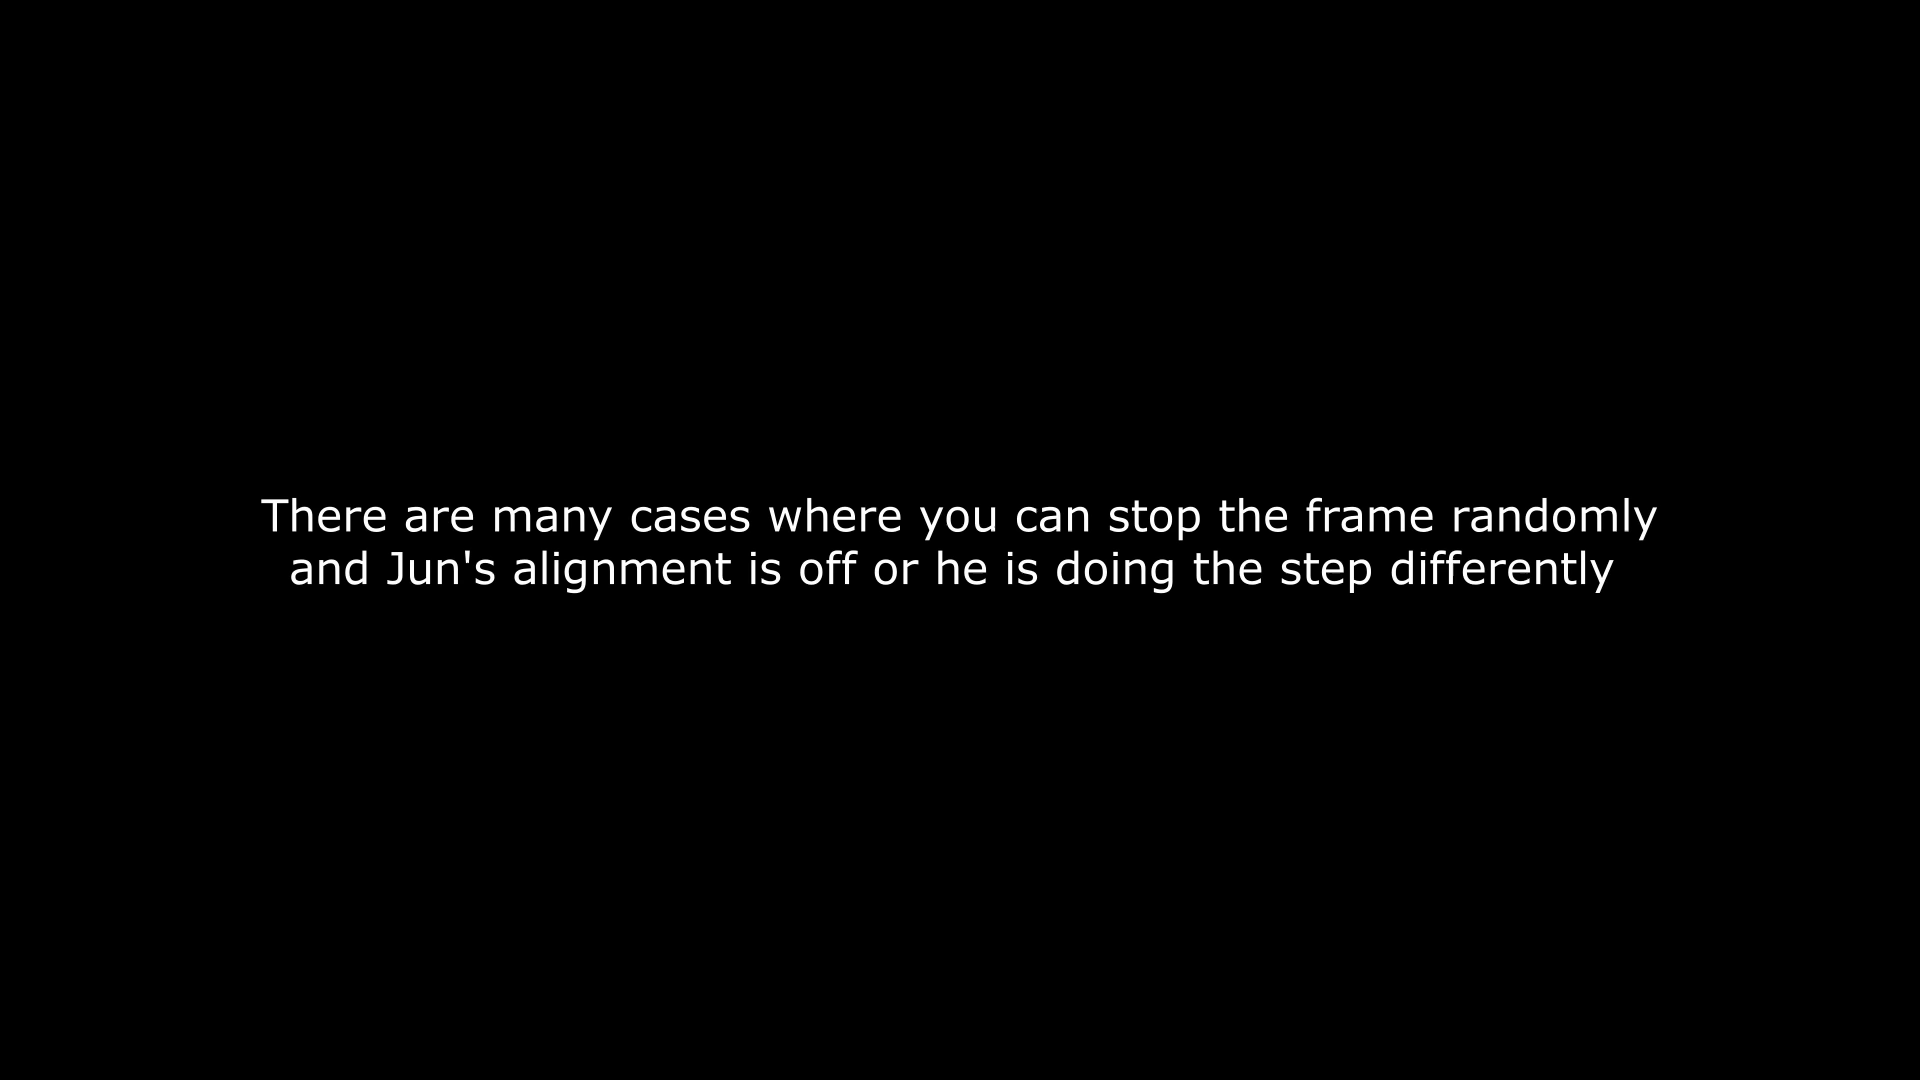 There are many cases where you can stop the frame randomly
and Jun's alignment is off or he is doing the step differently